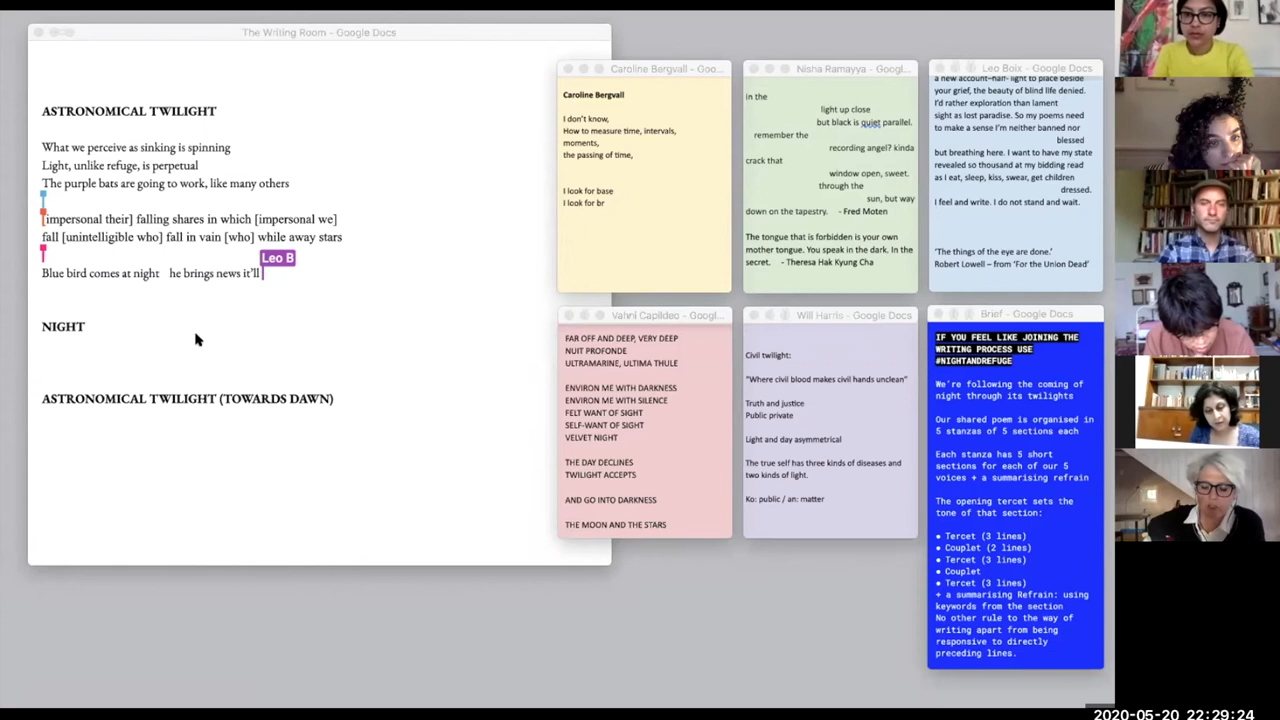 The Writing Room - Google Docs
ASTRONOMICAL TWILIGHT
What we perceive as sinking is spinning
Light, unlike refuge, is perpetual
The purple bats are going to work, like many others
[impersonal their] falling shares in which [impersonal we]
fall [unintelligible who] fall in vain [who] while away stars
Leo B
Blue bird comes at night he brings news it'll
NIGHT
ASTRONOMICAL TWILIGHT (TOWARDS DAWN)
Caroline Bergvall - Goo...
Caroline Bergvall
I don't know,
How to measure time, intervals,
moments,
the passing of time,
I look for base
I look for br
Nisha Ramayya - Googl...
in the
light up close
but black is quiet parallel.
remember the
recording angel? kinda
crack that
window open, sweet.
through the
sun, but way
down on the tapestry. - Fred Moten
The tongue that is forbidden is your own
mother tongue. You speak in the dark. In the
secret. - Theresa Hak Kyung Cha
Leo Boix - Google Docs
a new account–half- light to place beside
your grief, the beauty of blind life denied.
I'd rather exploration than lament
sight as lost paradise. So my poems need
to make a sense I'm neither banned nor
blessed
but breathing here. I want to have my state
revealed so thousand at my bidding read
as I eat, sleep, kiss, swear, get children
dressed.
I feel and write. I do not stand and wait.
'The things of the eye are done.'
Robert Lowell – from 'For the Union Dead'
Vahni Capildeo - Googl...
FAR OFF AND DEEP, VERY DEEP
NUIT PROFONDE
ULTRAMARINE, ULTIMA THULE
ENVIRON ME WITH DARKNESS
ENVIRON ME WITH SILENCE
FELT WANT OF SIGHT
SELF-WANT OF SIGHT
VELVET NIGHT
THE DAY DECLINES
TWILIGHT ACCEPTS
AND GO INTO DARKNESS
THE MOON AND THE STARS
Will Harris - Google Docs
Civil twilight:
"Where civil blood makes civil hands unclean"
Truth and justice
Public private
Light and day asymmetrical
The true self has three kinds of diseases and
two kinds of light.
Ko: public / an: matter
Brief - Google Docs
IF YOU FEEL LIKE JOINING THE
WRITING PROCESS USE
#NIGHTANDREFUGE
We're following the coming of
night through its twilights
Our shared poem is organised in
5 stanzas of 5 sections each
Each stanza has 5 short
sections for each of our 5
voices + a summarising refrain
The opening tercet sets the
tone of that section:
● Tercet (3 lines)
● Couplet (2 lines)
● Tercet (3 lines)
● Couplet
● Tercet (3 lines)
+ a summarising Refrain: using
keywords from the section
No other rule to the way of
writing apart from being
responsive to directly
preceding lines.
2020-05-20 22:29:24